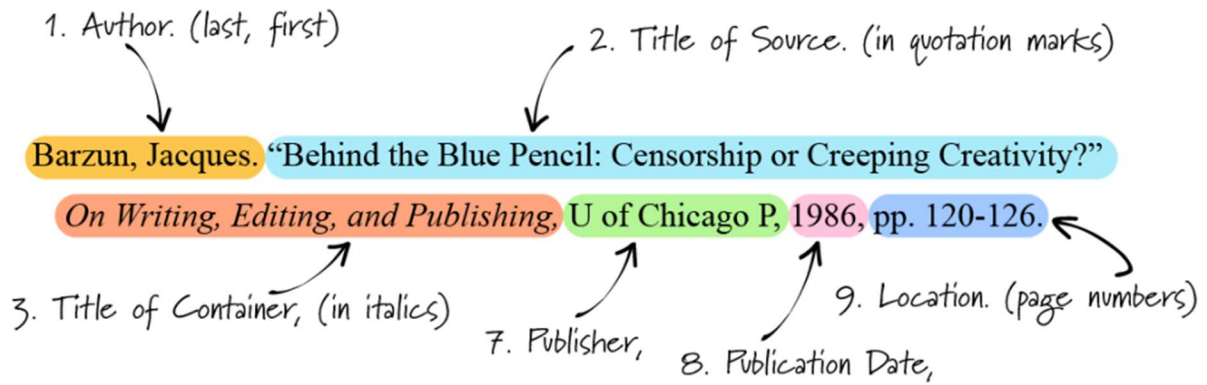 1. Author. (last, first)
2. Title of Source. (in quotation marks)
Barzun, Jacques. “Behind the Blue Pencil: Censorship or Creeping Creativity?”
On Writing, Editing, and Publishing, U of Chicago P, 1986, pp. 120-126.
3. Title of Container, (in italics)
7. Publisher,
8. Publication Date,
9. Location. (page numbers)